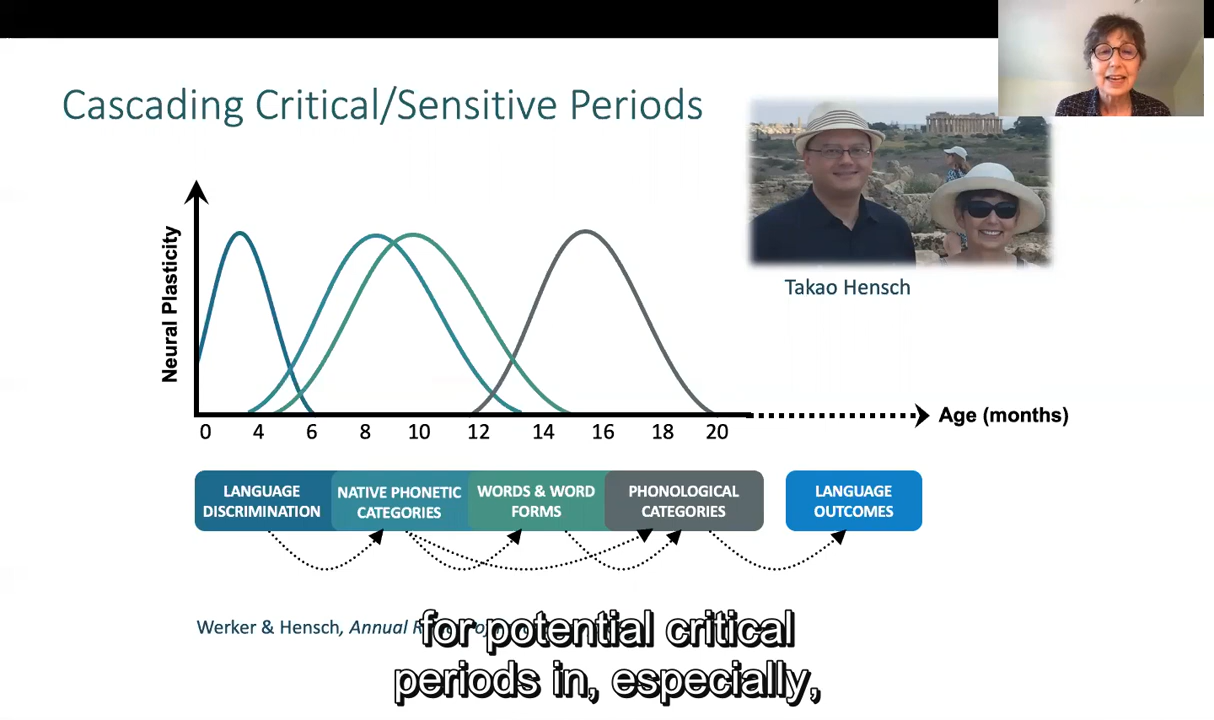 Cascading Critical/Sensitive Periods
Takao Hensch
Neural Plasticity
0 4 6 8 10 12 14 16 18 20
Age (months)
LANGUAGE
DISCRIMINATION
NATIVE PHONETIC
CATEGORIES
WORDS & WORD
FORMS
PHONOLOGICAL
CATEGORIES
LANGUAGE
OUTCOMES
Werker & Hensch, Annual
for potential critical
periods in, especially,